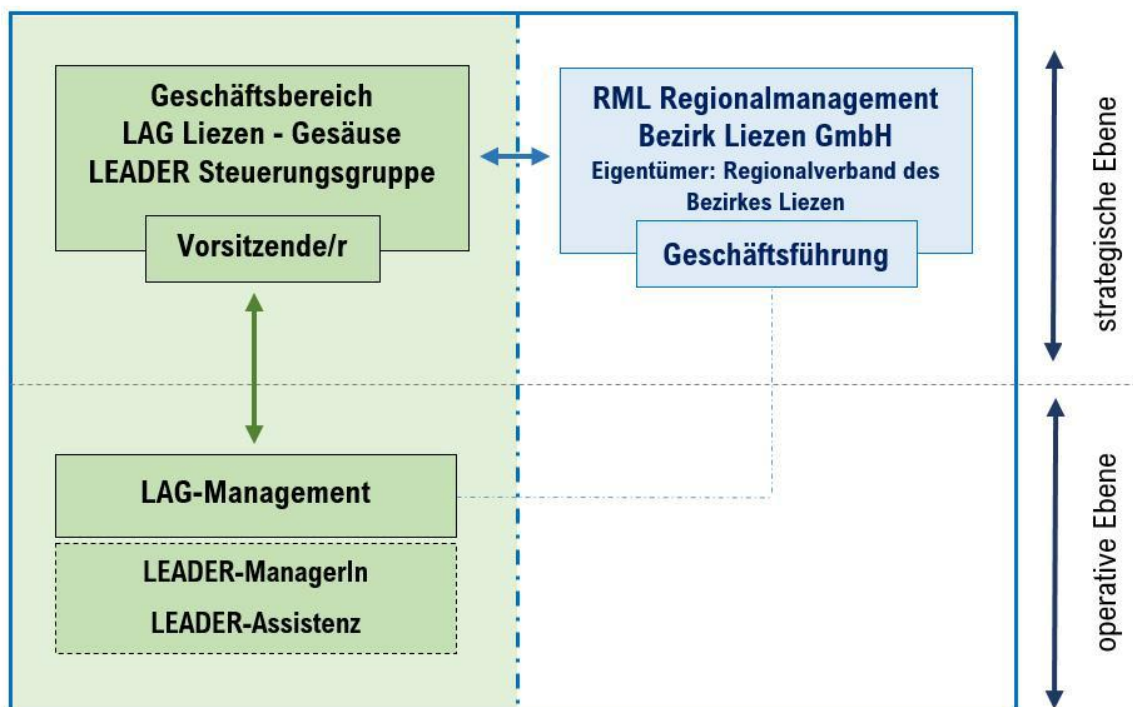 Geschäftsbereich
LAG Liezen - Gesäuse
LEADER Steuerungsgruppe
Vorsitzende/r
RML Regionalmanagement
Bezirk Liezen GmbH
Eigentümer: Regionalverband des
Bezirkes Liezen
Geschäftsführung
strategische Ebene
LAG-Management
LEADER-ManagerIn
LEADER-Assistenz
operative Ebene